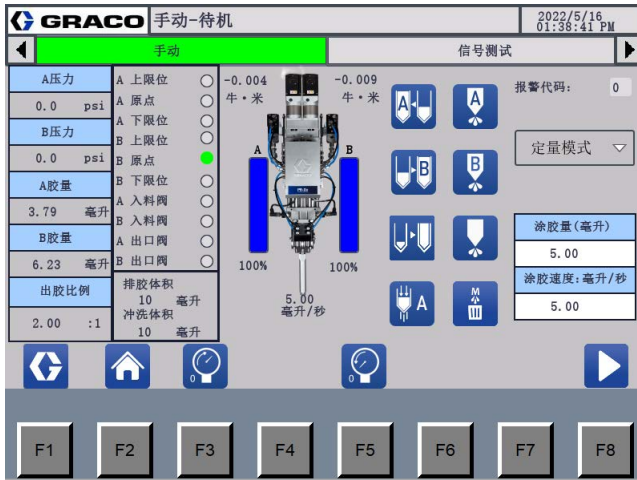 GRACO 手动-待机 2022/5/16
01:38:41 PM
手动 信号测试
A压力
0.0 psi
B压力
0.0 psi
A胶量
3.79 毫升
B胶量
6.23 毫升
出胶比例
2.00 :1
A 上限位
A 原点
A 下限位
B 上限位
B 原点
B 下限位
A 入料阀
B 入料阀
A 出口阀
B 出口阀
排胶体积
10 毫升
冲洗体积
10 毫升
-0.004
牛·米
-0.009
牛·米
A B
100% 100%
5.00
毫升/秒
A A
B B
A M
报警代码: 0
定量模式
涂胶量(毫升)
5.00
涂胶速度:毫升/秒
5.00
0 0
F1 F2 F3 F4 F5 F6 F7 F8